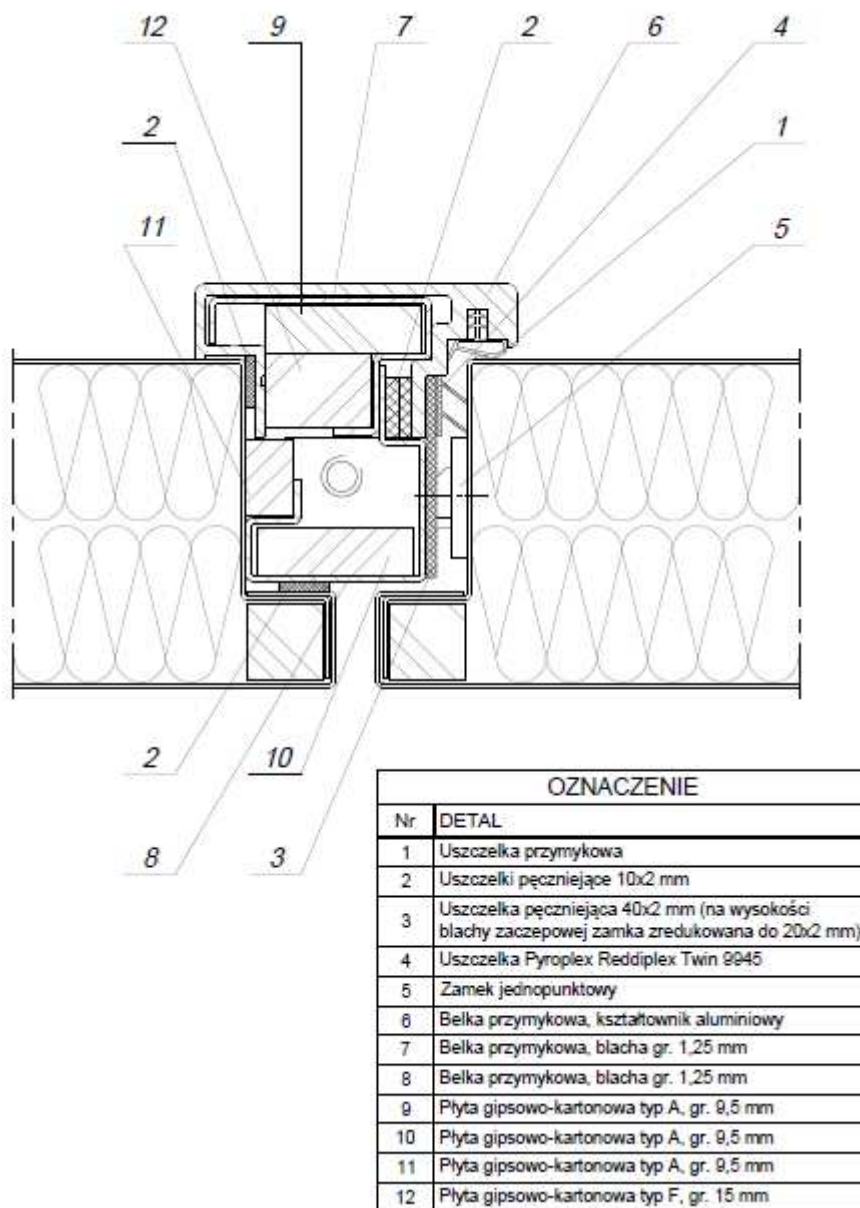 12 9 7 2 6 4
2 1
11 5
2 10
8 3
OZNACZENIE
Nr DETAL
1 Uszczelka przymykowa
2 Uszczelki pęczniejące 10x2 mm
3 Uszczelka pęczniejąca 40x2 mm (na wysokości
blachy zaczepowej zamka zredukowana do 20x2 mm)
4 Uszczelka Pyroplex Reddiplex Twin 9945
5 Zamek jednopunktowy
6 Belka przymykowa, kształtownik aluminiowy
7 Belka przymykowa, blacha gr. 1,25 mm
8 Belka przymykowa, blacha gr. 1,25 mm
9 Płyta gipsowo-kartonowa typ A, gr. 9,5 mm
10 Płyta gipsowo-kartonowa typ A, gr. 9,5 mm
11 Płyta gipsowo-kartonowa typ A, gr. 9,5 mm
12 Płyta gipsowo-kartonowa typ F, gr. 15 mm